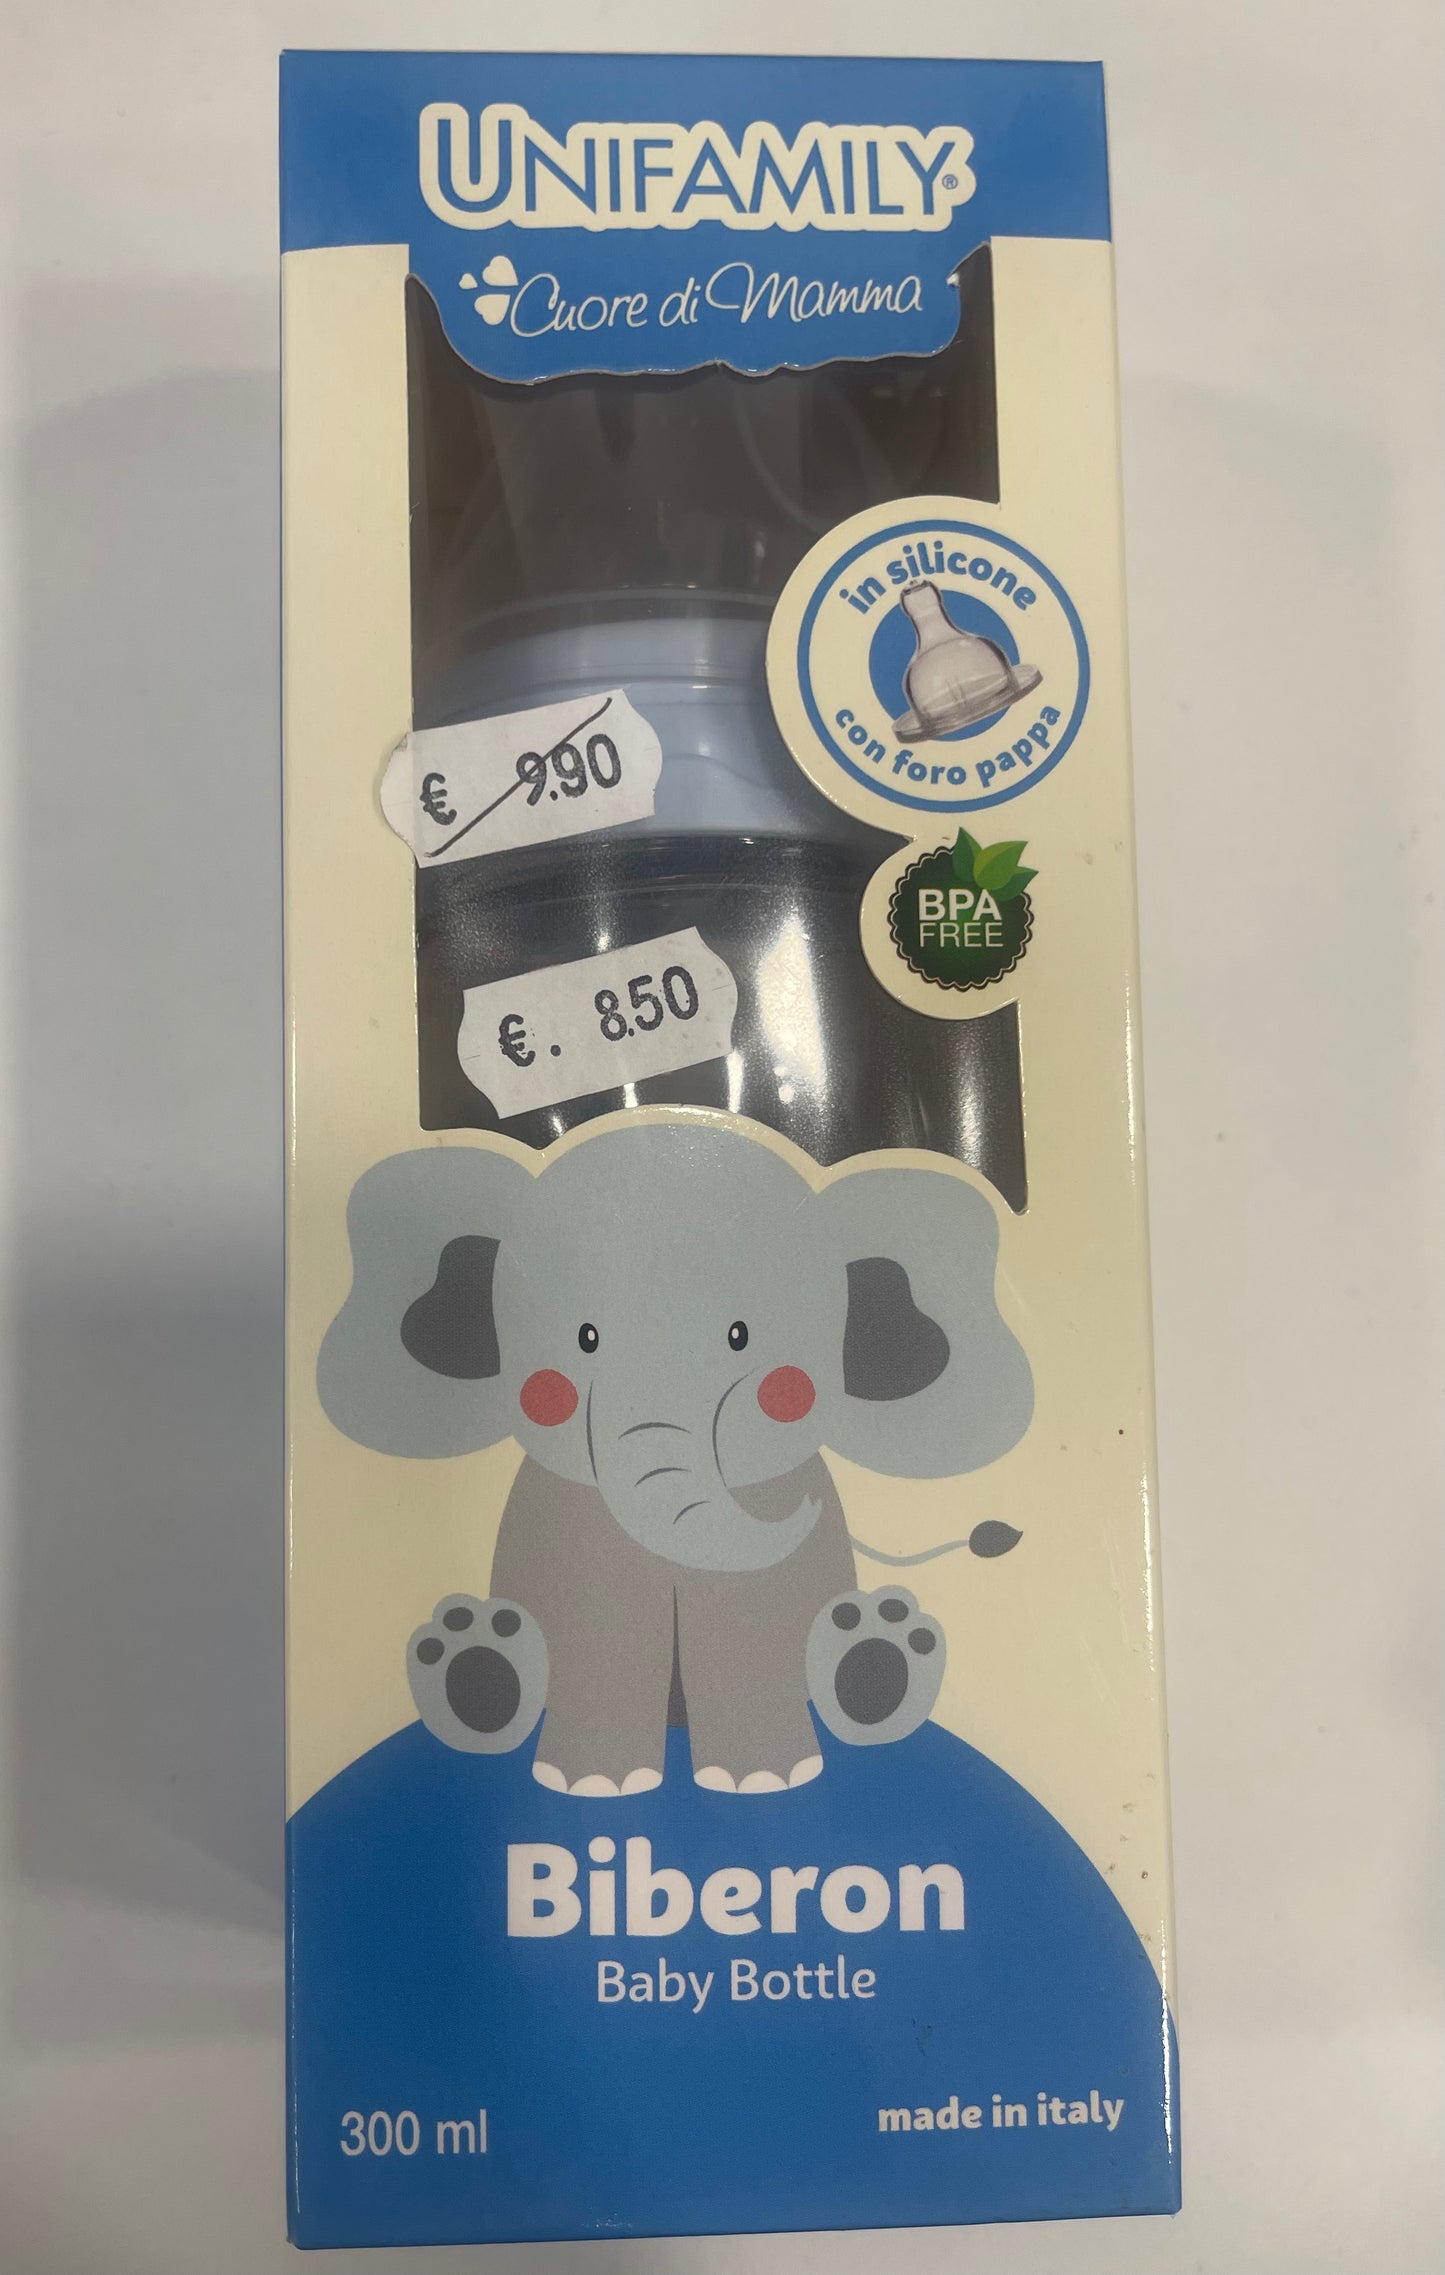 UNIFAMILY®
Cuore di Mamma
in silicone
con foro pappa
€ 9.90
BPA
FREE
€. 8.50
Biberon
Baby Bottle
300 ml
made in italy